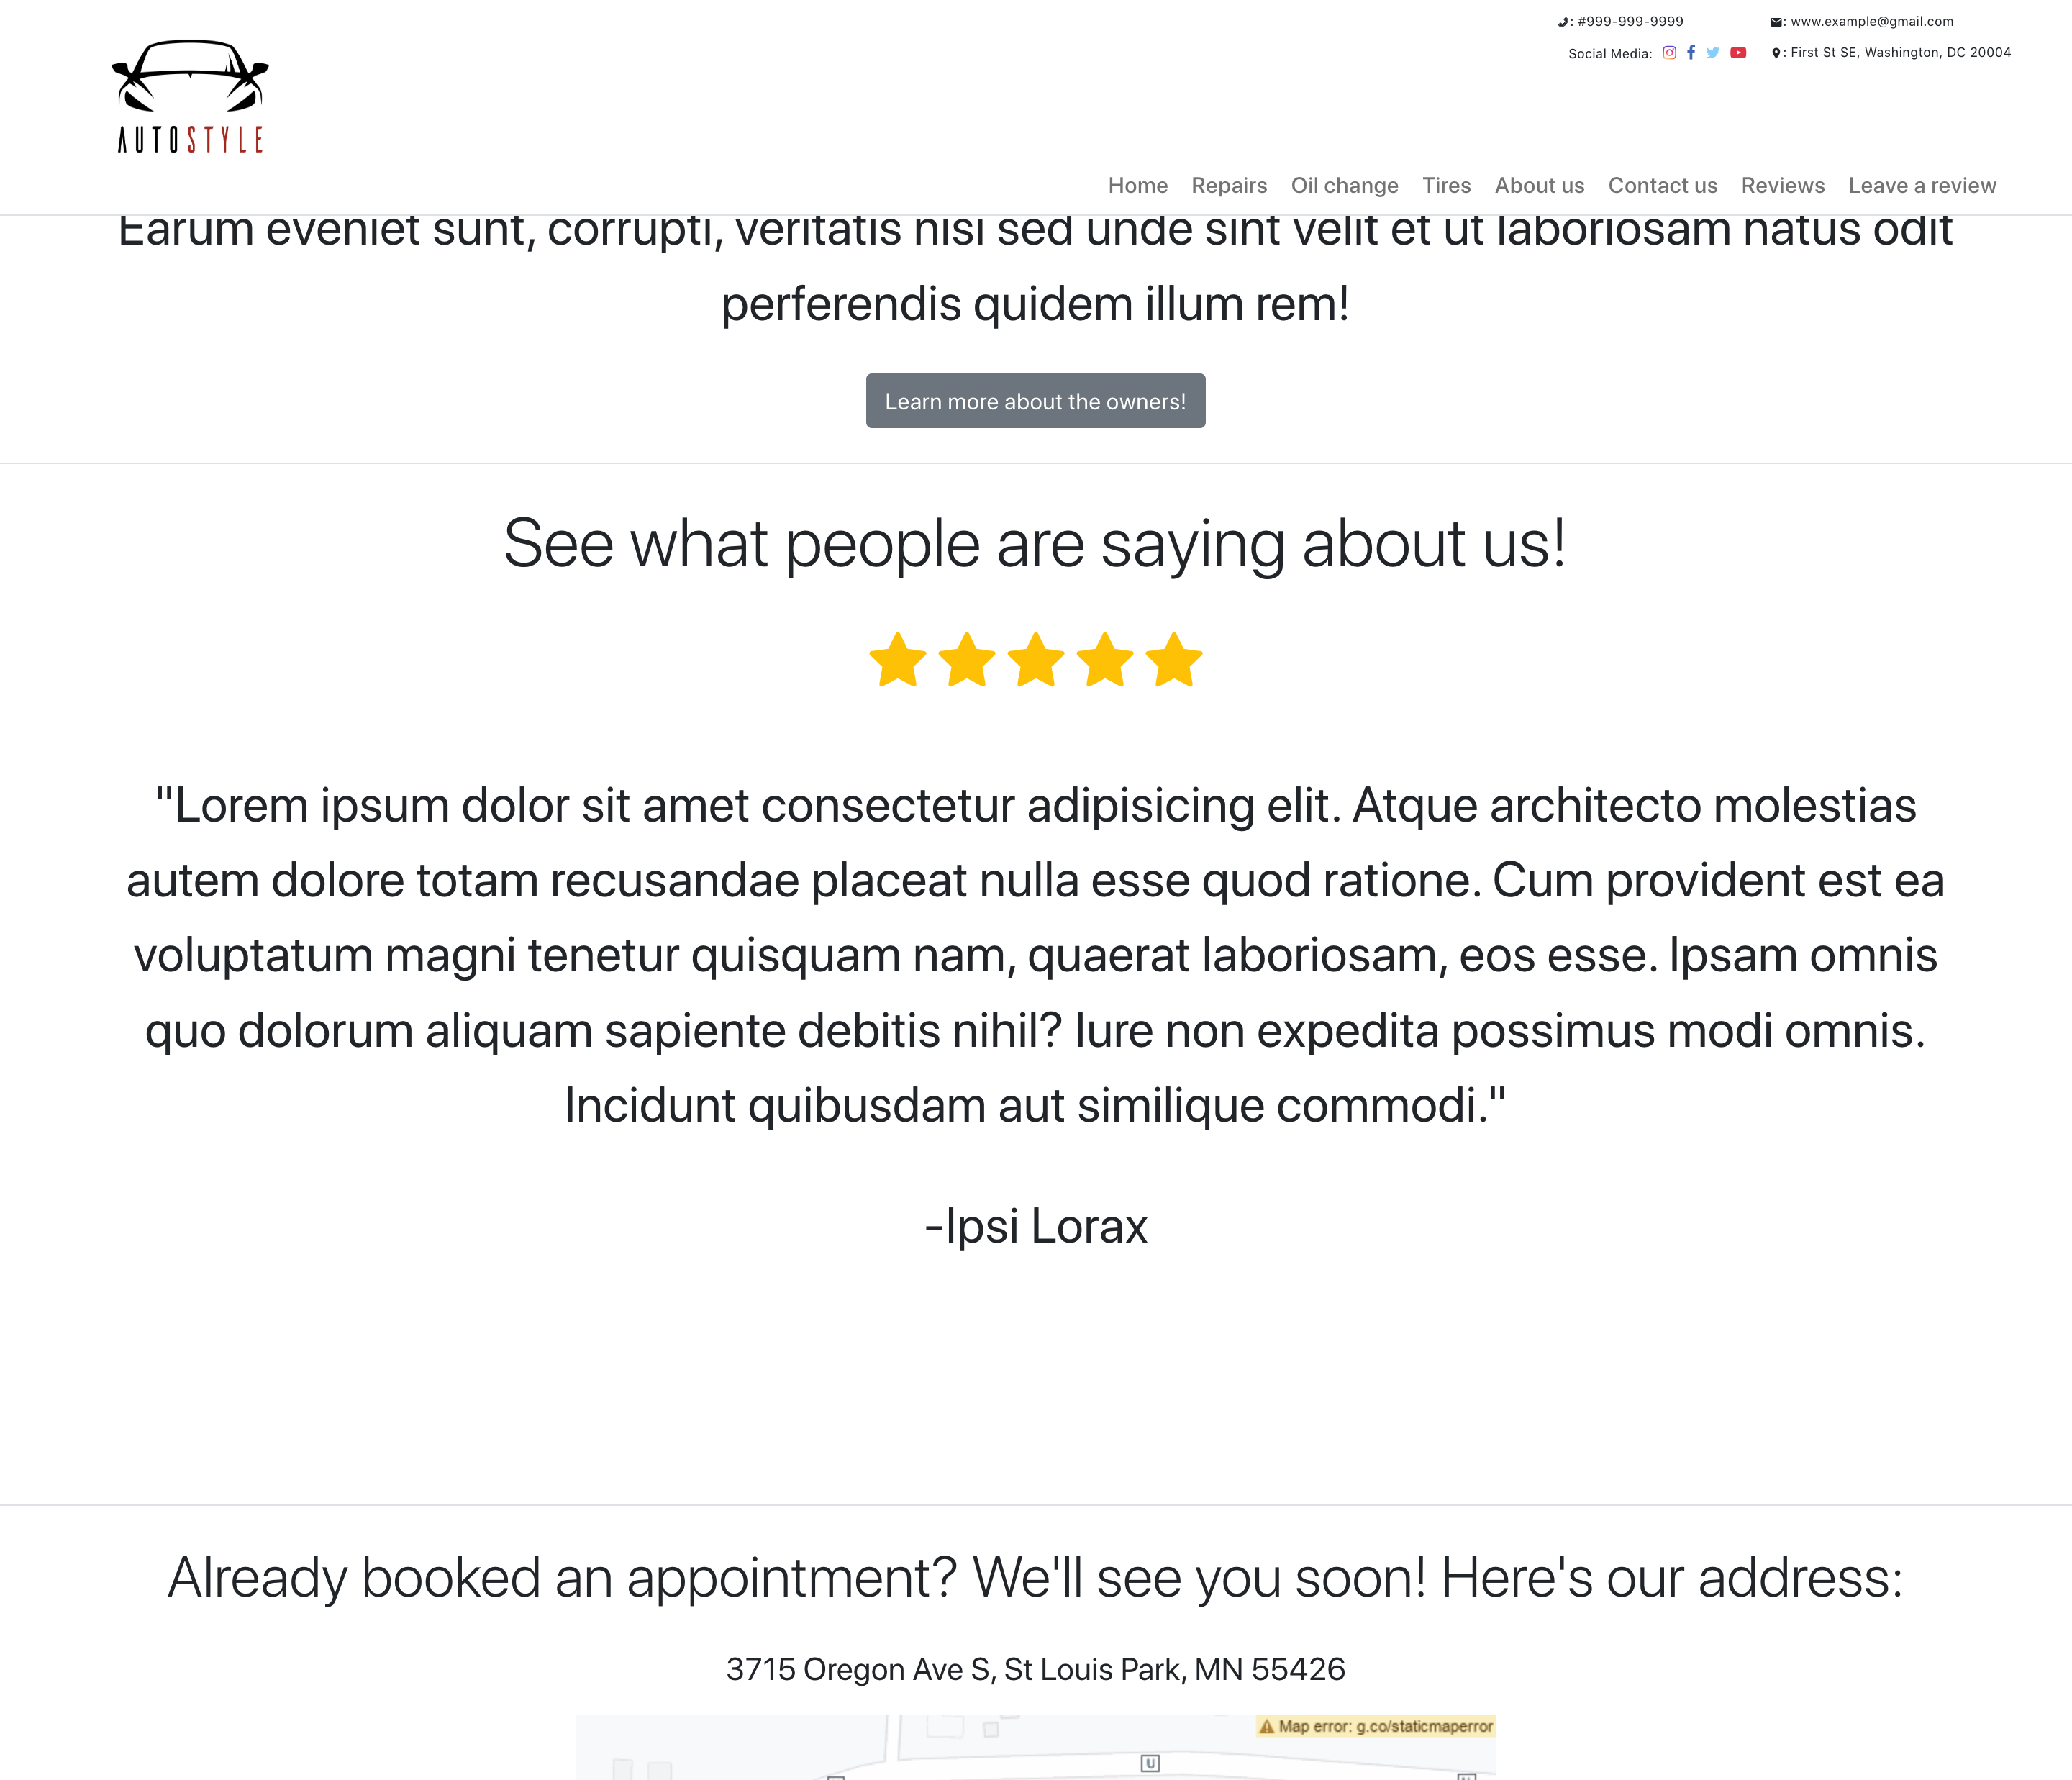 : #999-999-9999
: www.example@gmail.com
Social Media:
: First St SE, Washington, DC 20004
AUTOSTYLE
Home Repairs Oil change Tires About us Contact us Reviews Leave a review
Earum eveniet sunt, corrupti, veritatis nisi sed unde sint velit et ut laboriosam natus odit
perferendis quidem illum rem!
Learn more about the owners!
See what people are saying about us!
"Lorem ipsum dolor sit amet consectetur adipisicing elit. Atque architecto molestias
autem dolore totam recusandae placeat nulla esse quod ratione. Cum provident est ea
voluptatum magni tenetur quisquam nam, quaerat laboriosam, eos esse. Ipsam omnis
quo dolorum aliquam sapiente debitis nihil? Iure non expedita possimus modi omnis.
Incidunt quibusdam aut similique commodi."
-Ipsi Lorax
Already booked an appointment? We'll see you soon! Here's our address:
3715 Oregon Ave S, St Louis Park, MN 55426
Map error: g.co/staticmaperror
U